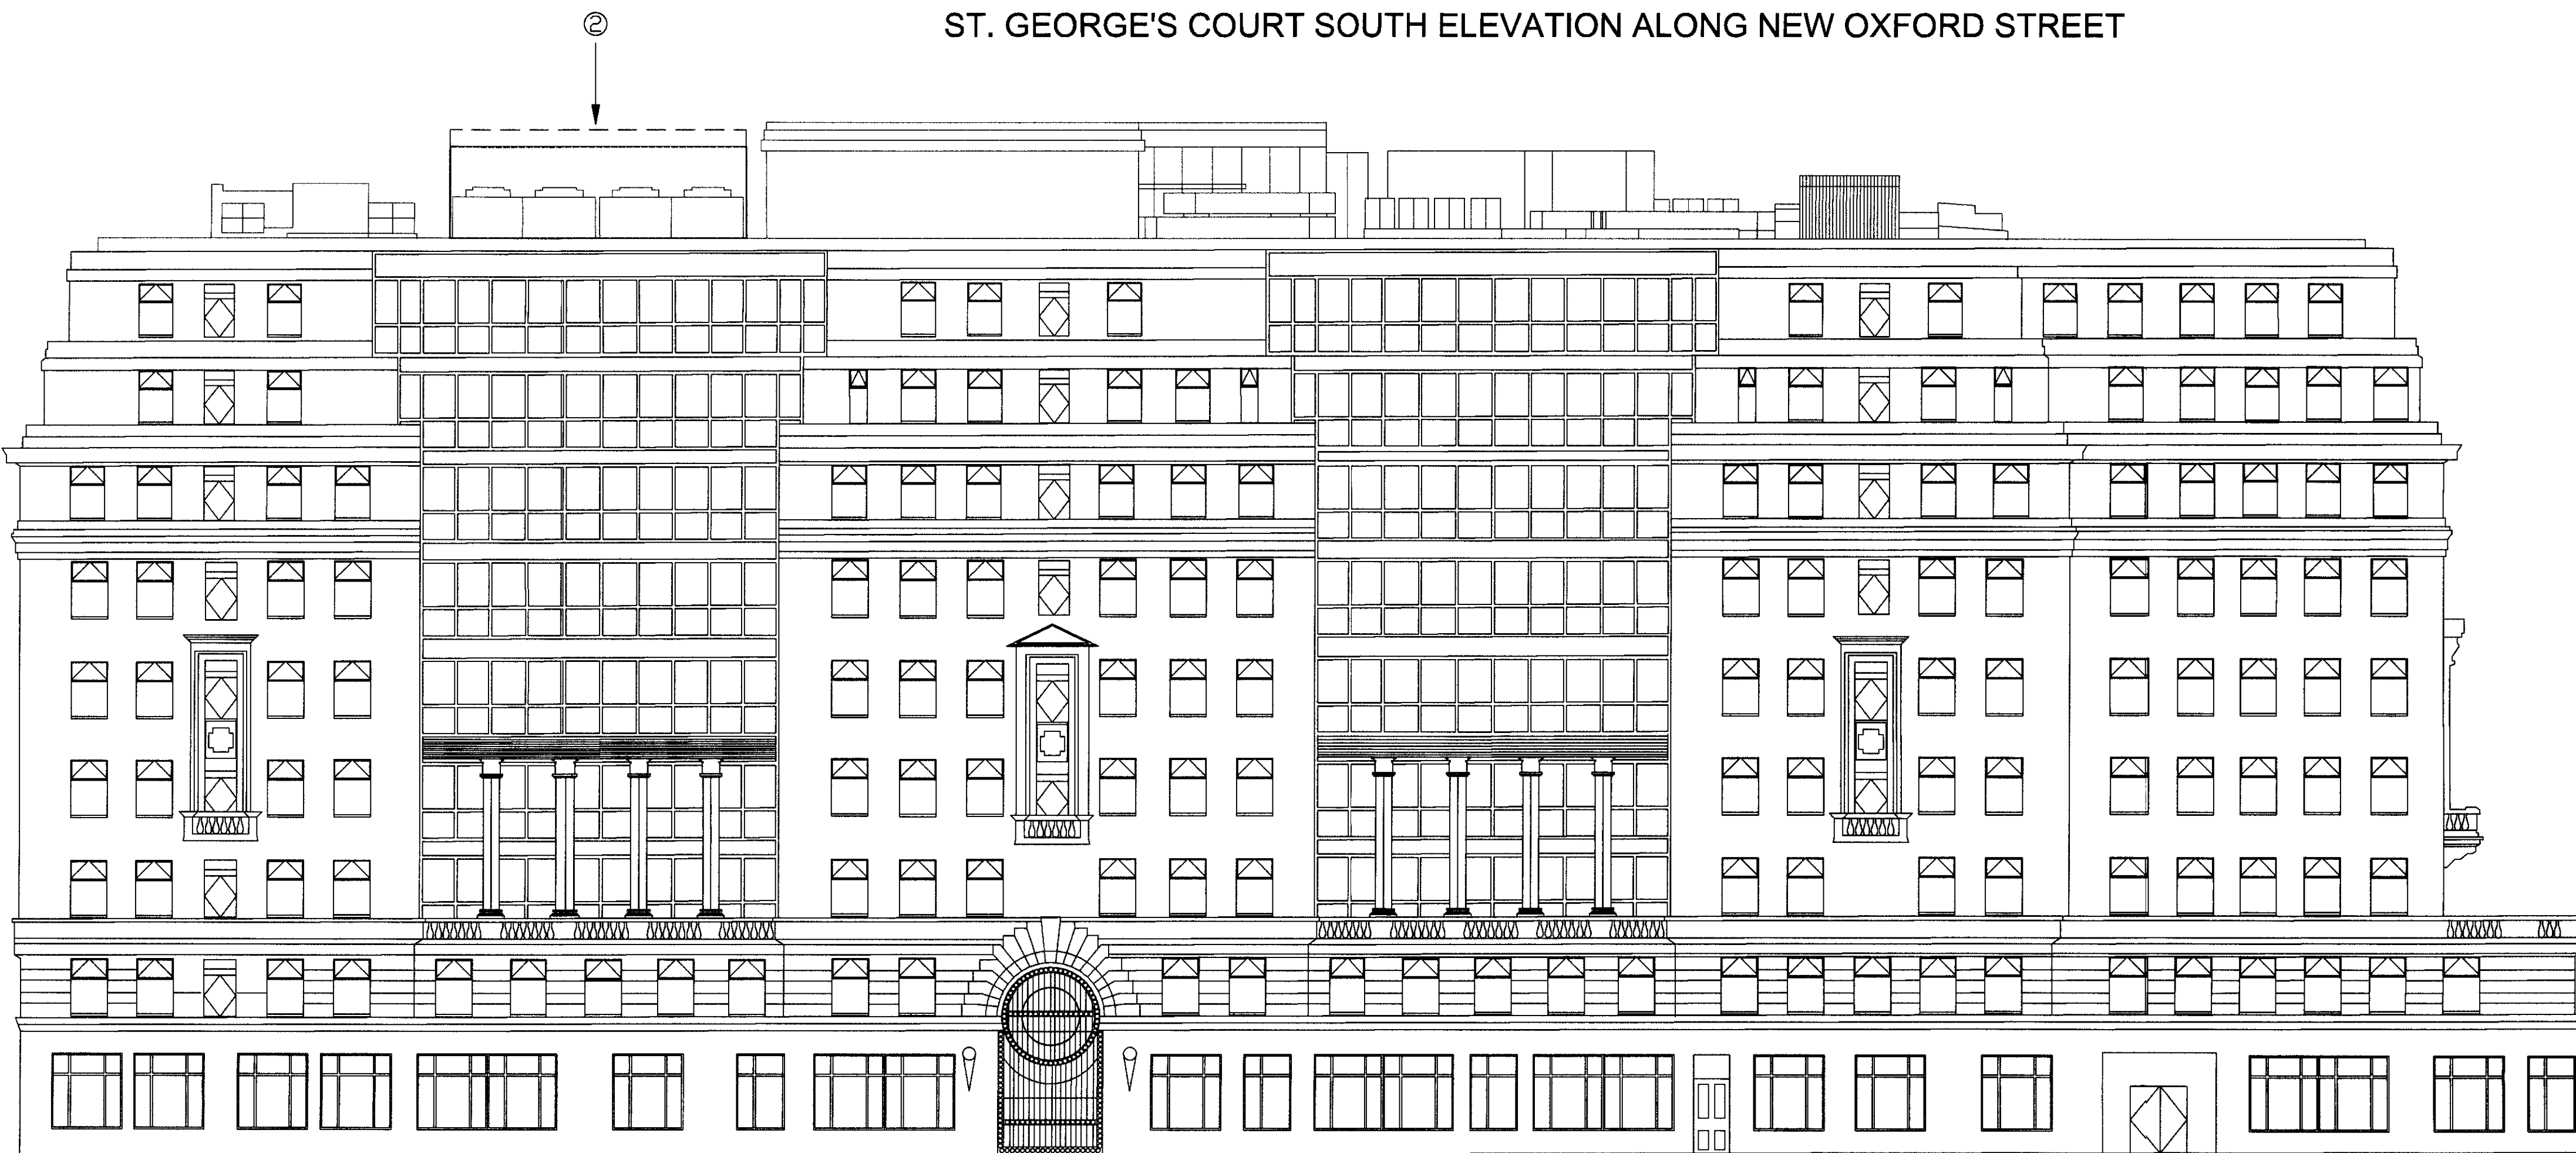 ②
ST. GEORGE'S COURT SOUTH ELEVATION ALONG NEW OXFORD STREET